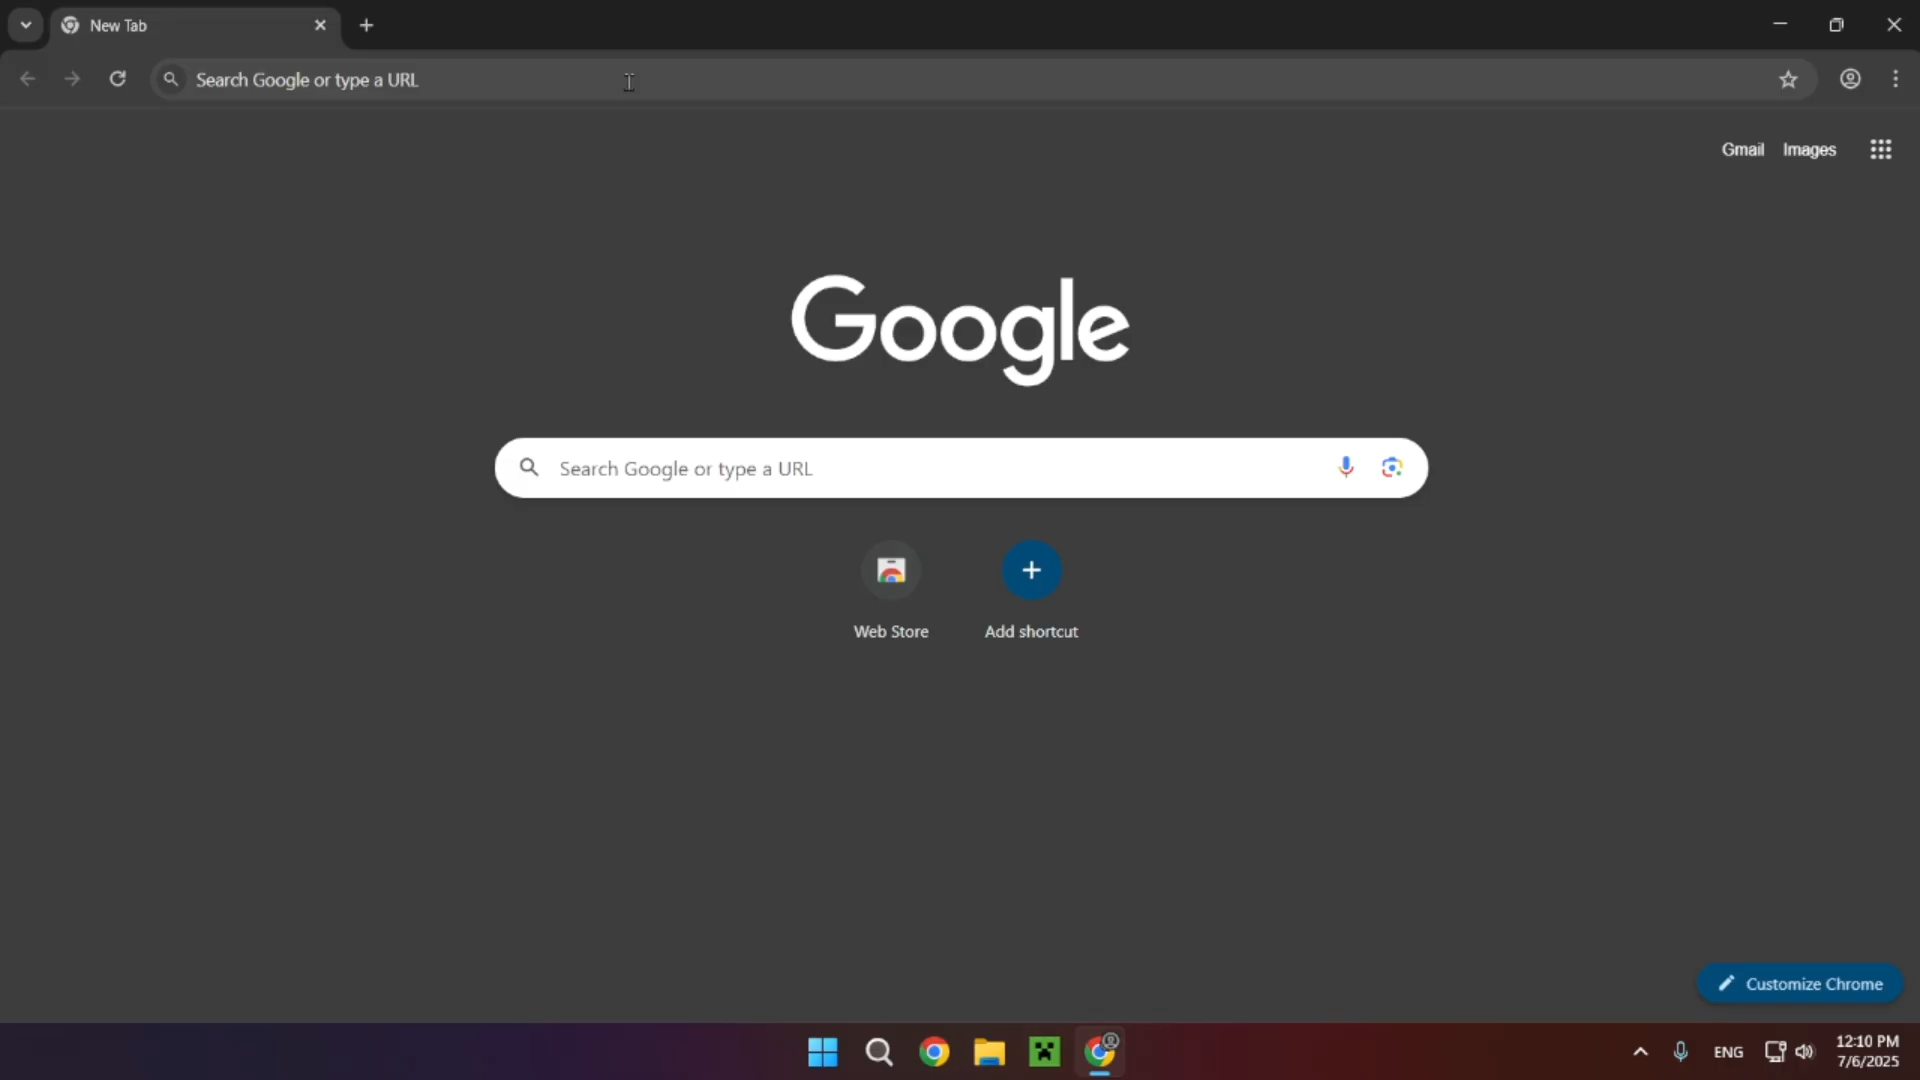 New Tab
Search Google or type a URL
Gmail Images
Google
Search Google or type a URL
Web Store Add shortcut
Customize Chrome
ENG
12:10 PM
7/6/2025